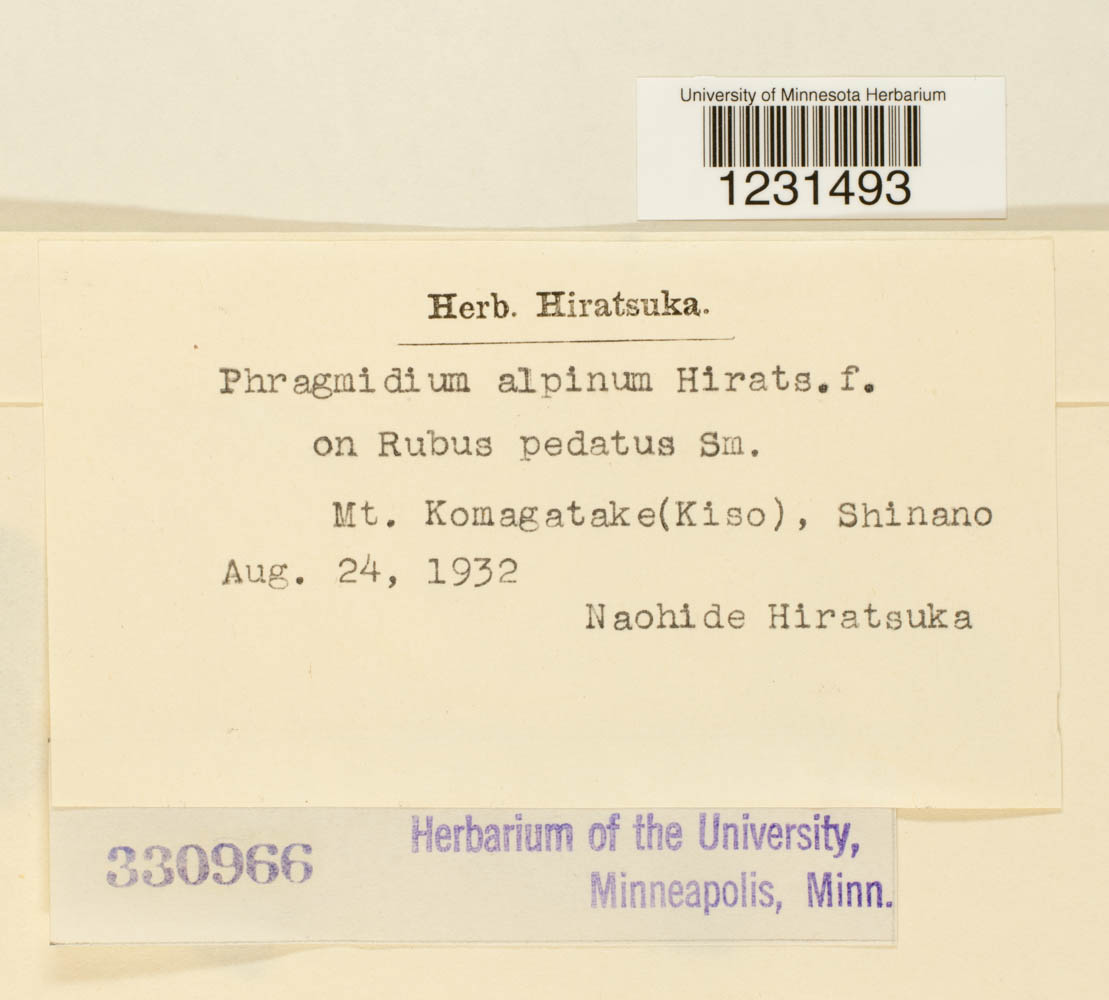 University of Minnesota Herbarium
1231493
Herb. Hiratsuka.
Phragmidium alpinum Hirats.f.
on Rubus pedatus Sm.
Mt. Komagatake(Kiso), Shinano
Aug. 24, 1932
Naohide Hiratsuka
330966
Herbarium of the University,
Minneapolis, Minn.